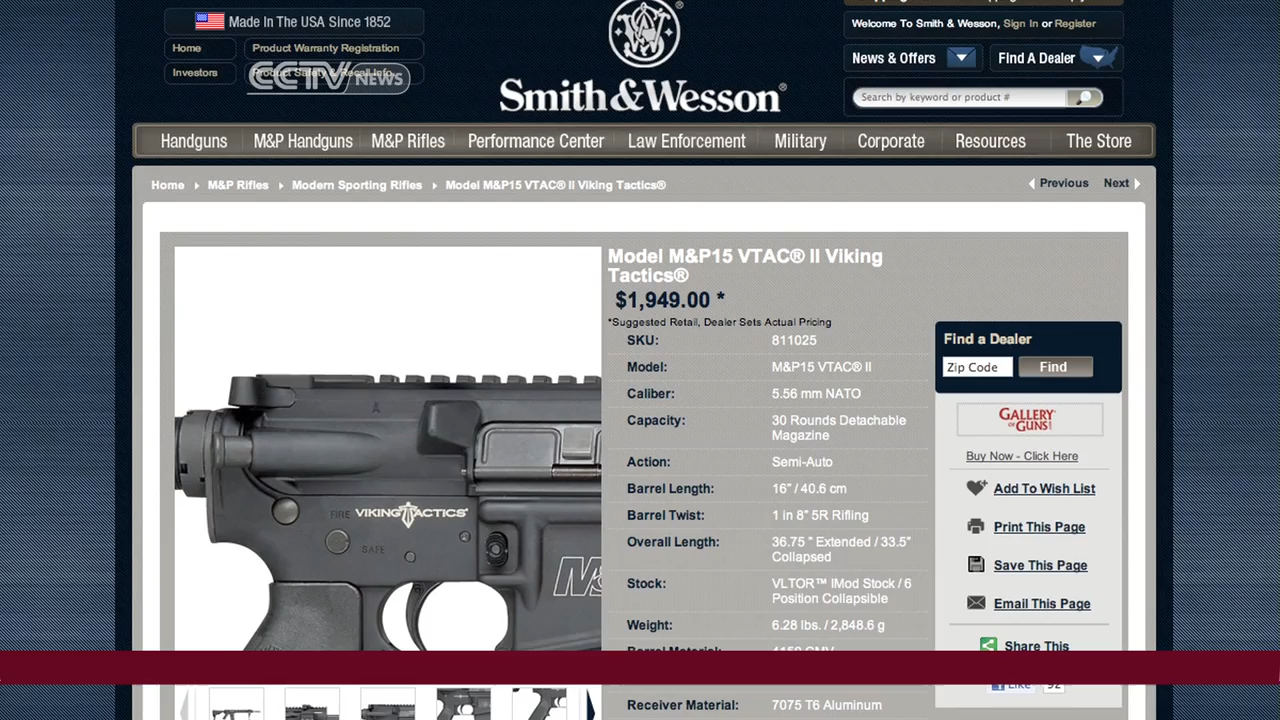 Made In The USA Since 1852
Home
Product Warranty Registration
Investors
Product Safety & Recall Info
CCTV NEWS
Smith&Wesson®
Welcome To Smith & Wesson, Sign In or Register
News & Offers
Find A Dealer
Search by keyword or product #
Handguns
M&P Handguns
M&P Rifles
Performance Center
Law Enforcement
Military
Corporate
Resources
The Store
Home
M&P Rifles
Modern Sporting Rifles
Model M&P15 VTAC® II Viking Tactics®
Previous
Next
Model M&P15 VTAC® II Viking
Tactics®
$1,949.00 *
*Suggested Retail, Dealer Sets Actual Pricing
SKU: 811025
Model: M&P15 VTAC® II
Caliber: 5.56 mm NATO
Capacity: 30 Rounds Detachable
Magazine
Action: Semi-Auto
Barrel Length: 16" / 40.6 cm
Barrel Twist: 1 in 8" 5R Rifling
Overall Length: 36.75 " Extended / 33.5"
Collapsed
Stock: VLTOR™ IMod Stock / 6
Position Collapsible
Weight: 6.28 lbs. / 2,848.6 g
Barrel Material:
Receiver Material: 7075 T6 Aluminum
Find a Dealer
Zip Code
Find
GALLERY
OF GUNS
Buy Now - Click Here
Add To Wish List
Print This Page
Save This Page
Email This Page
Share This
Like
92
FIRE
VIKING TACTICS
SAFE